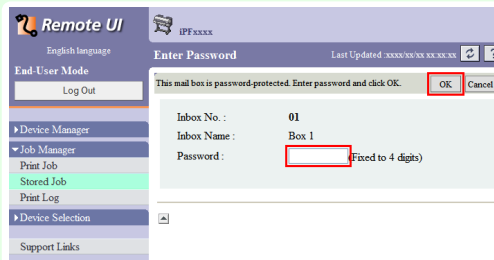 Remote UI
English language
End-User Mode
Log Out
Device Manager
Job Manager
Print Job
Stored Job
Print Log
Device Selection
Support Links
iPFxxxx
Enter Password
Last Updated :xxxx/xx/xx xx:xx:xx
?
This mail box is password-protected. Enter password and click OK.
OK
Cancel
Inbox No. : 01
Inbox Name : Box 1
Password : (Fixed to 4 digits)